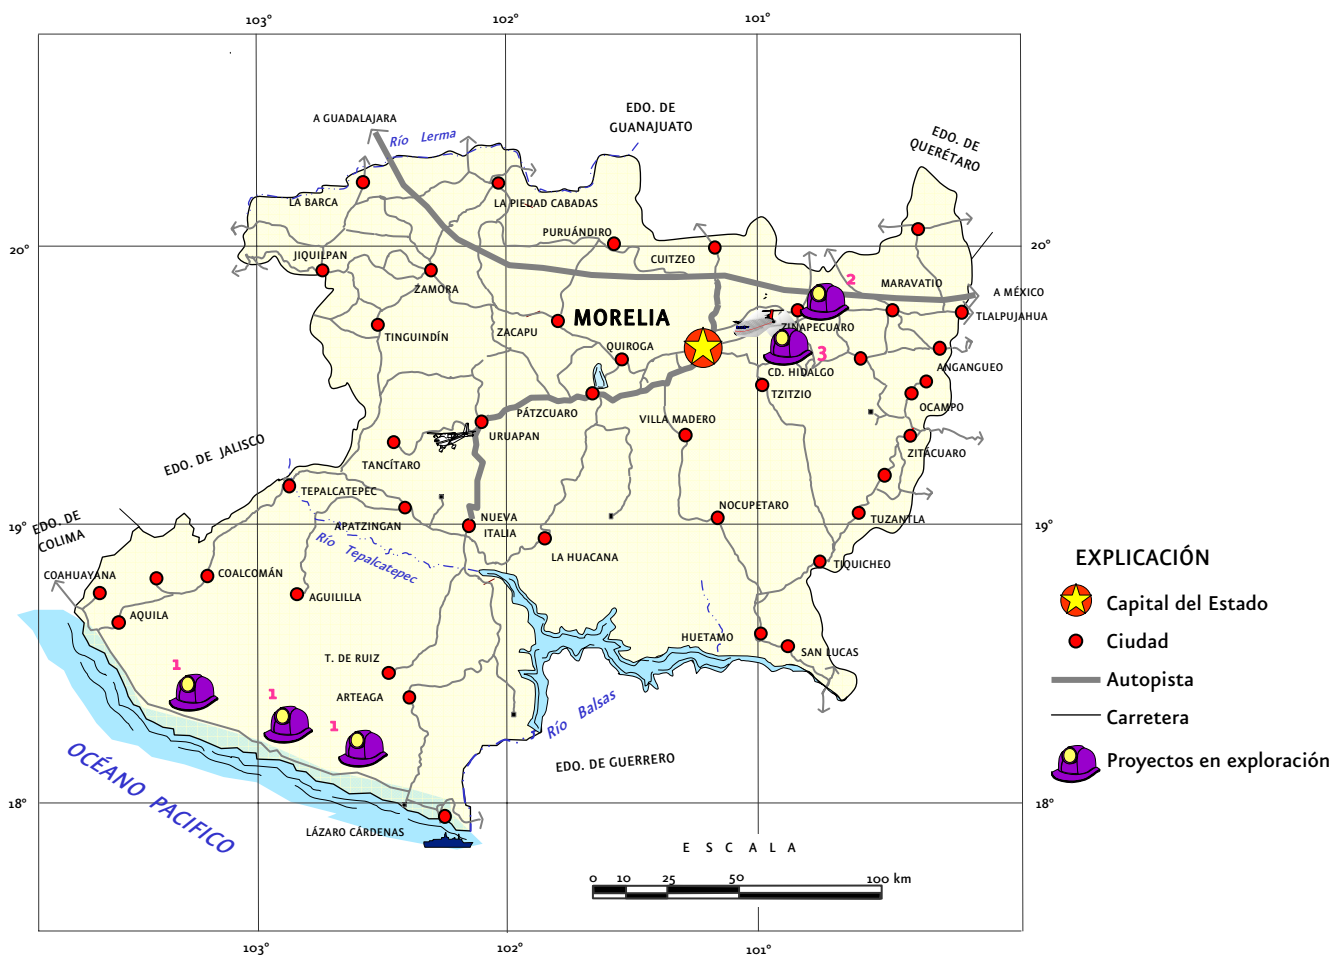 103°
102°
101°
A GUADALAJARA
Río Lerma
EDO. DE
GUANAJUATO
EDO. DE
QUERÉTARO
LA BARCA
LA PIEDAD CABADAS
PURUÁNDIRO
20°
20°
JIQUILPAN
CUITZEO
ZAMORA
2
MARAVATIO
A MÉXICO
TLALPUJAHUA
MORELIA
ZINAPECUARO
TINGUINDÍN
ZACAPU
QUIROGA
3
CD. HIDALGO
ANGANGUEO
TZITZIO
OCAMPO
PÁTZCUARO
VILLA MADERO
URUAPAN
ZITÁCUARO
EDO. DE JALISCO
TANCÍTARO
TEPALCATEPEC
NOCUPETARO
TUZANTLA
19°
EDO. DE
COLIMA
APATZINGAN
NUEVA
ITALIA
19°
Río Tepalcatepec
LA HUACANA
TIQUICHEO
EXPLICACIÓN
COAHUAYANA
COALCOMÁN
AGUILILLA
Capital del Estado
AQUILA
HUETAMO
Ciudad
SAN LUCAS
T. DE RUIZ
1
Autopista
1
ARTEAGA
1
Río Balsas
Carretera
EDO. DE GUERRERO
Proyectos en exploración
OCÉANO PACIFICO
18°
18°
LÁZARO CÁRDENAS
E S C A L A
0 10 25 50 100 km
103°
102°
101°